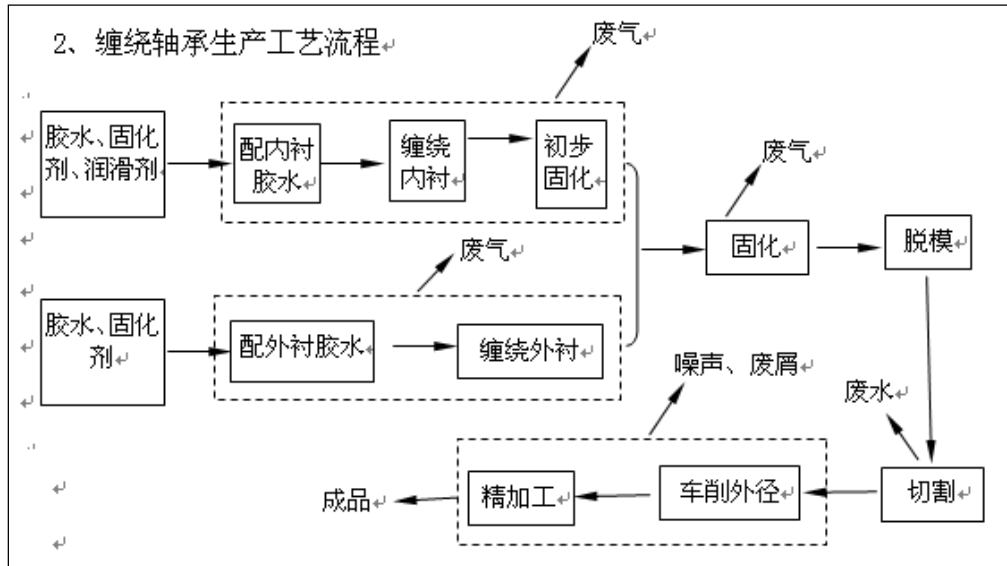 2、缠绕轴承生产工艺流程
废气
胶水、固化
剂、润滑剂
配内衬
胶水
缠绕
内衬
初步
固化
废气
固化
脱模
废气
胶水、固化
剂
配外衬胶水
缠绕外衬
噪声、废屑
废水
成品
精加工
车削外径
切割